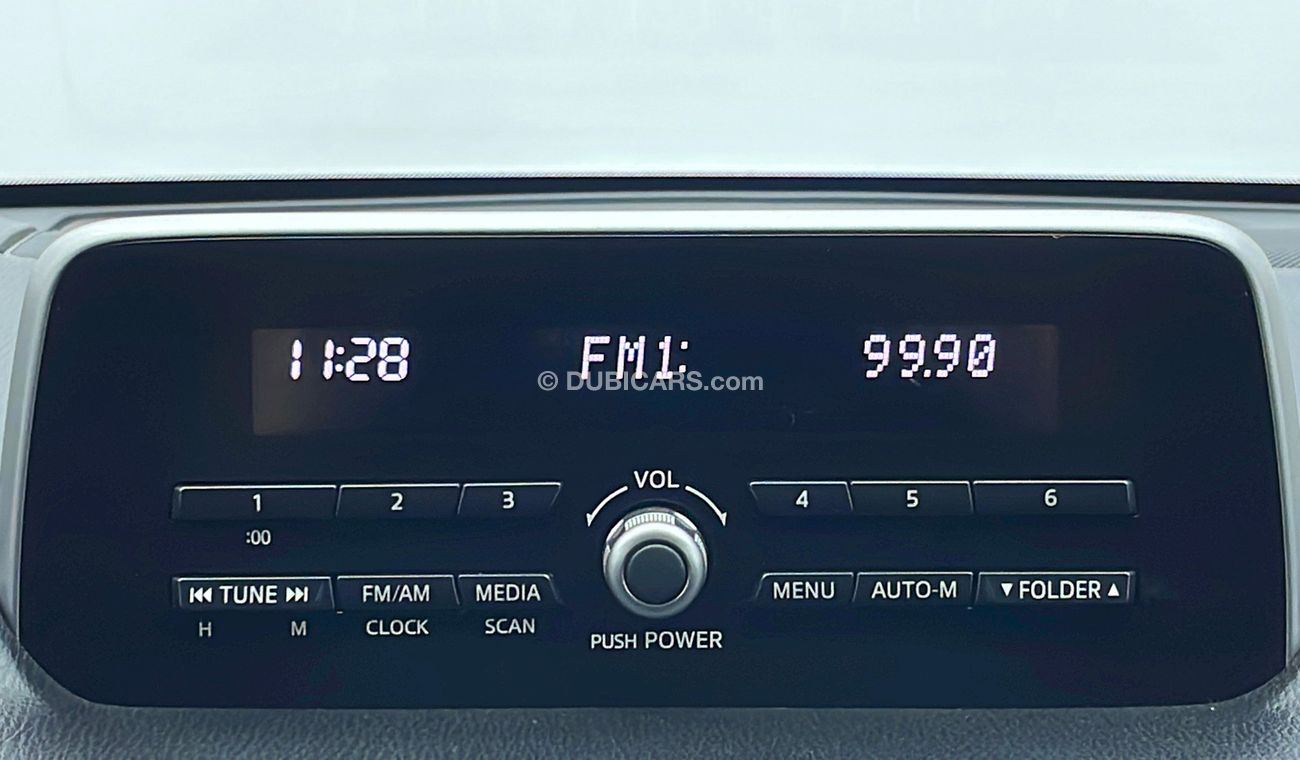 11:28 FM1: 99.90
© DUBICARS.com
VOL
1 2 3 4 5 6
:00
⏮ TUNE ⏭ FM/AM MEDIA MENU AUTO-M ▼ FOLDER ▲
H M CLOCK SCAN
PUSH POWER